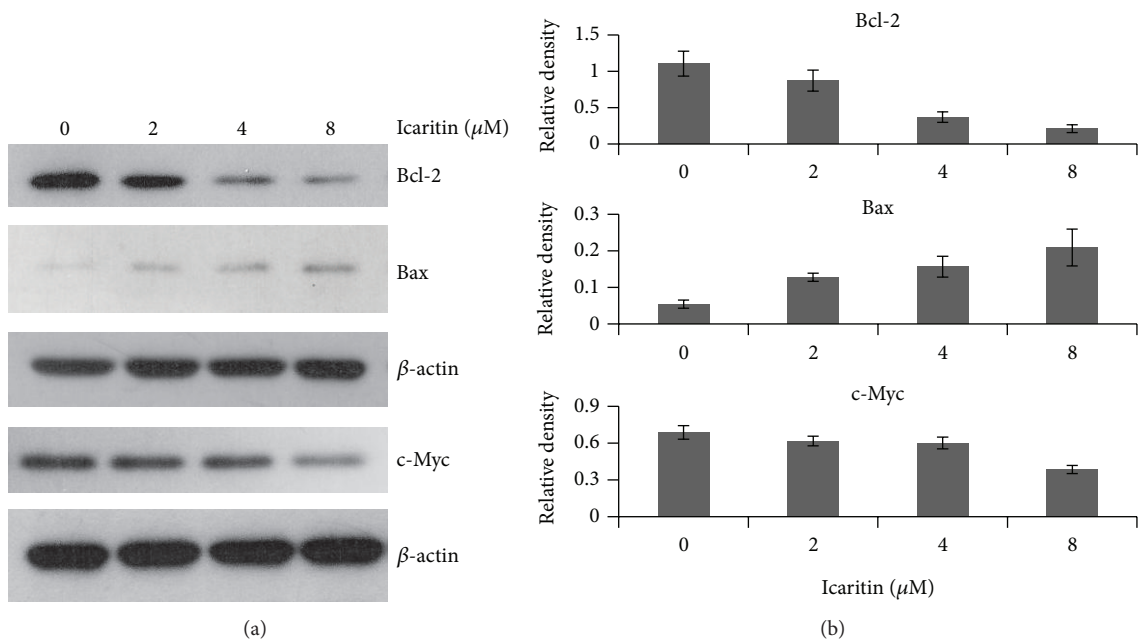 0 2 4 8 Icaritin (μM)
Bcl-2
Bax
β-actin
c-Myc
β-actin
(a)
Bcl-2
Relative density
1.5
1
0.5
0
0 2 4 8
Bax
Relative density
0.3
0.2
0.1
0
0 2 4 8
c-Myc
Relative density
0.9
0.6
0.3
0
0 2 4 8
Icaritin (μM)
(b)